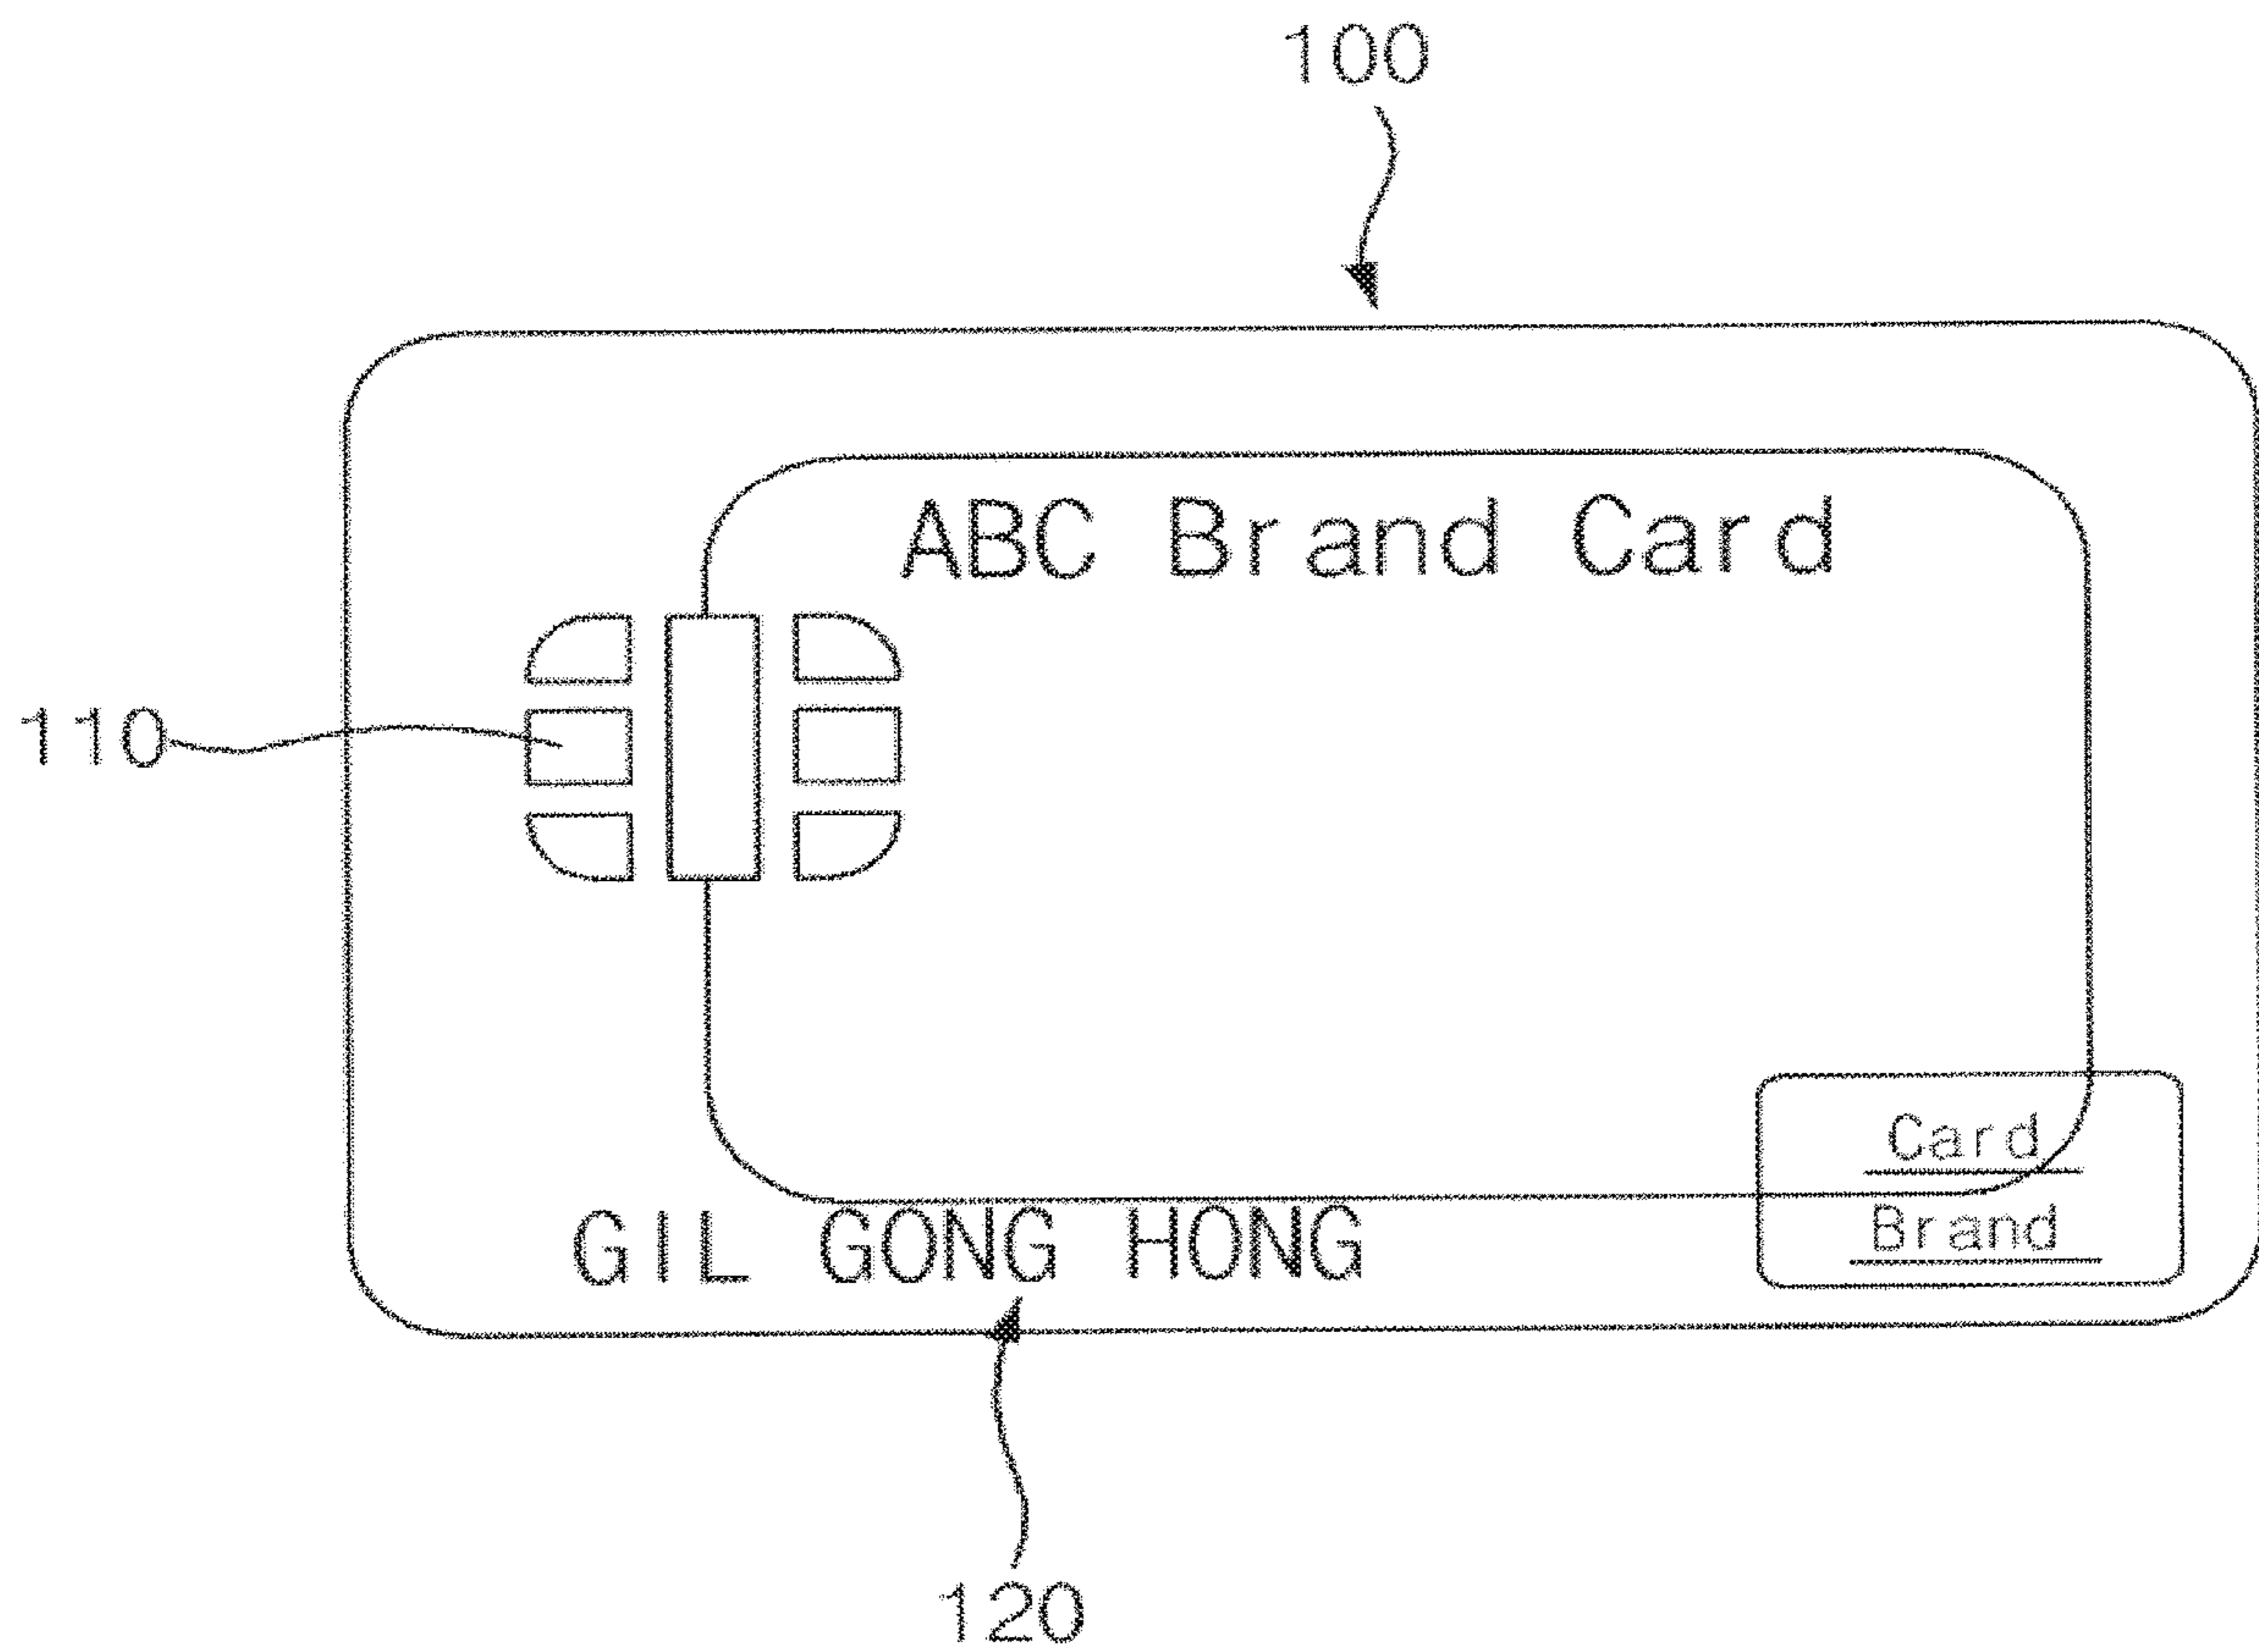 100
ABC Brand Card
110
Card
Brand
GIL GONG HONG
120